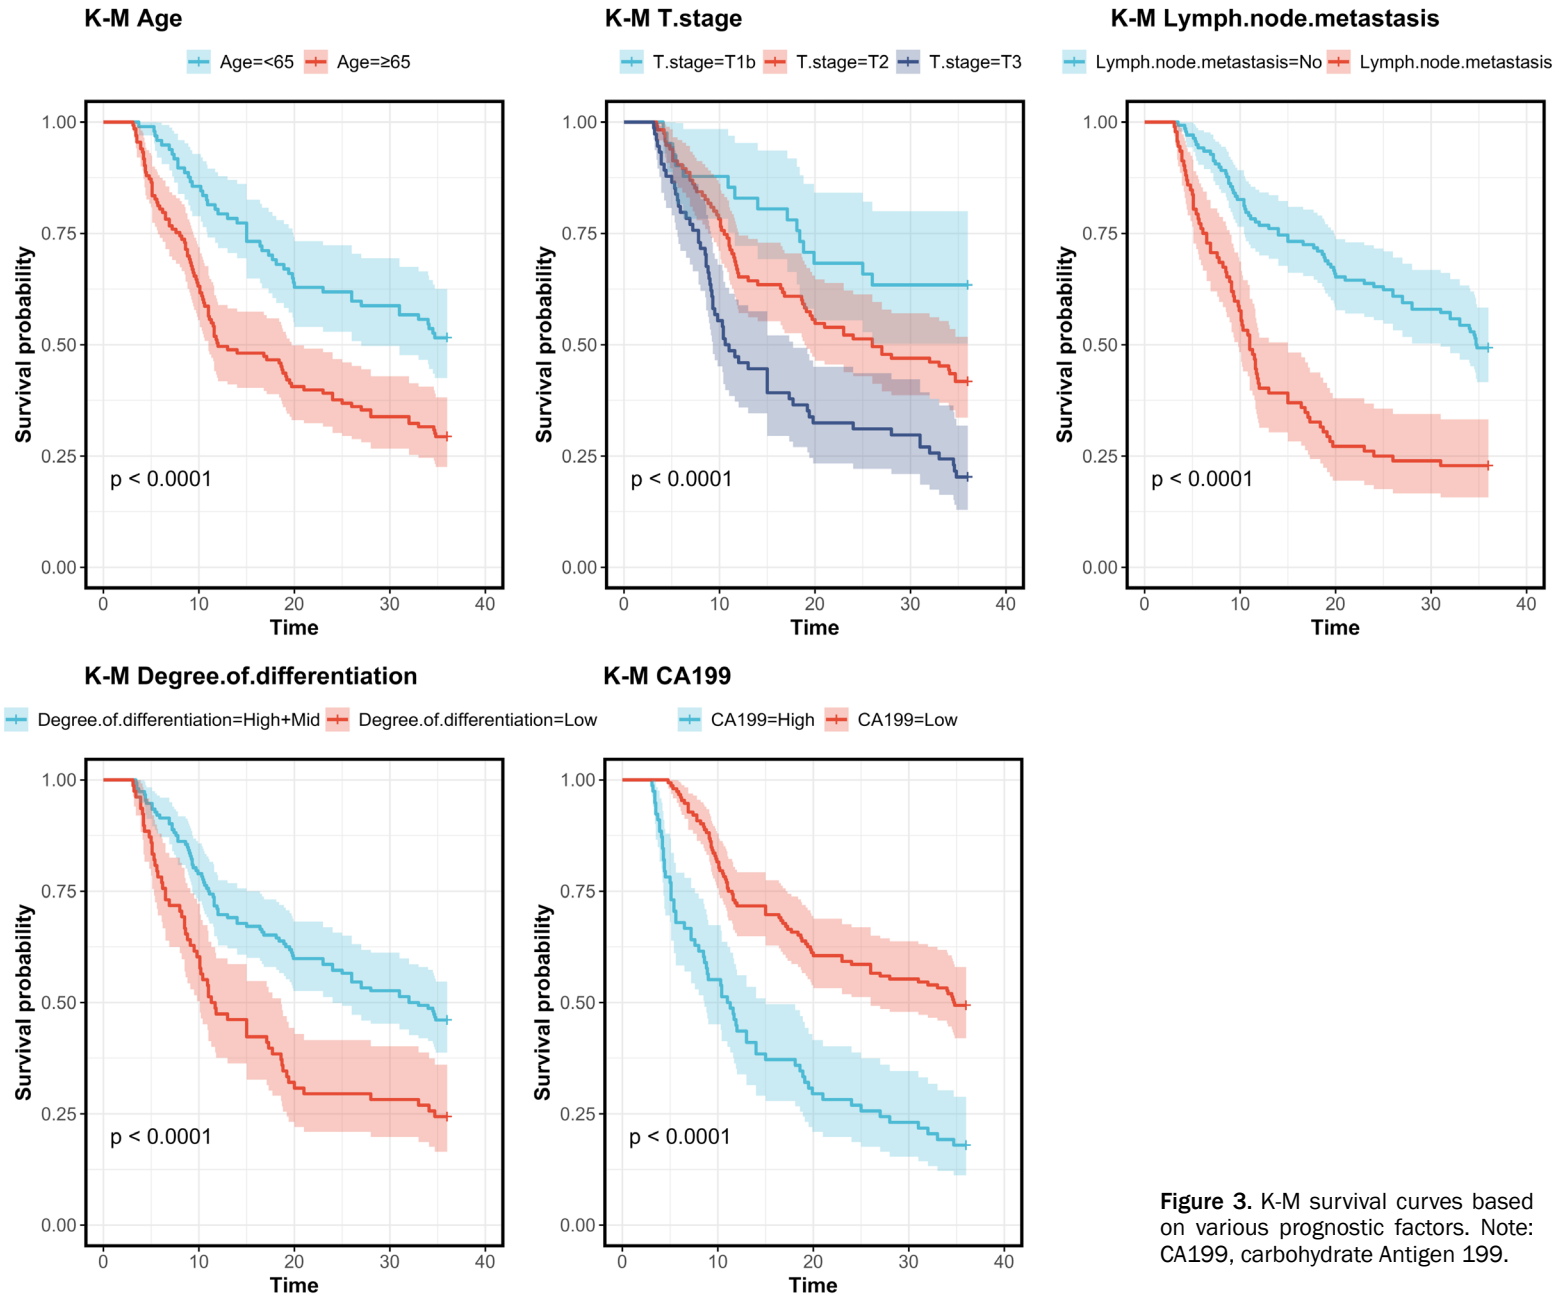 K-M Age
Age=<65 Age=≥65
Survival probability
1.00
0.75
0.50
0.25
0.00
p < 0.0001
0 10 20 30 40
Time
K-M T.stage
T.stage=T1b T.stage=T2 T.stage=T3
Survival probability
1.00
0.75
0.50
0.25
0.00
p < 0.0001
0 10 20 30 40
Time
K-M Lymph.node.metastasis
Lymph.node.metastasis=No Lymph.node.metastasis
Survival probability
1.00
0.75
0.50
0.25
0.00
p < 0.0001
0 10 20 30 40
Time
K-M Degree.of.differentiation
Degree.of.differentiation=High+Mid Degree.of.differentiation=Low
Survival probability
1.00
0.75
0.50
0.25
0.00
p < 0.0001
0 10 20 30 40
Time
K-M CA199
CA199=High CA199=Low
Survival probability
1.00
0.75
0.50
0.25
0.00
p < 0.0001
0 10 20 30 40
Time
Figure 3. K-M survival curves based
on various prognostic factors. Note:
CA199, carbohydrate Antigen 199.